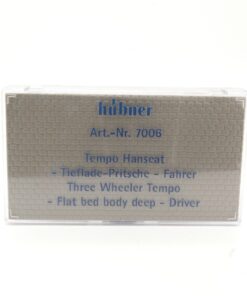 hübner
Art.-Nr. 7006
Tempo Hanseat
- Tieflade-Pritsche - Fahrer
Three Wheeler Tempo
- Flat bed body deep - Driver